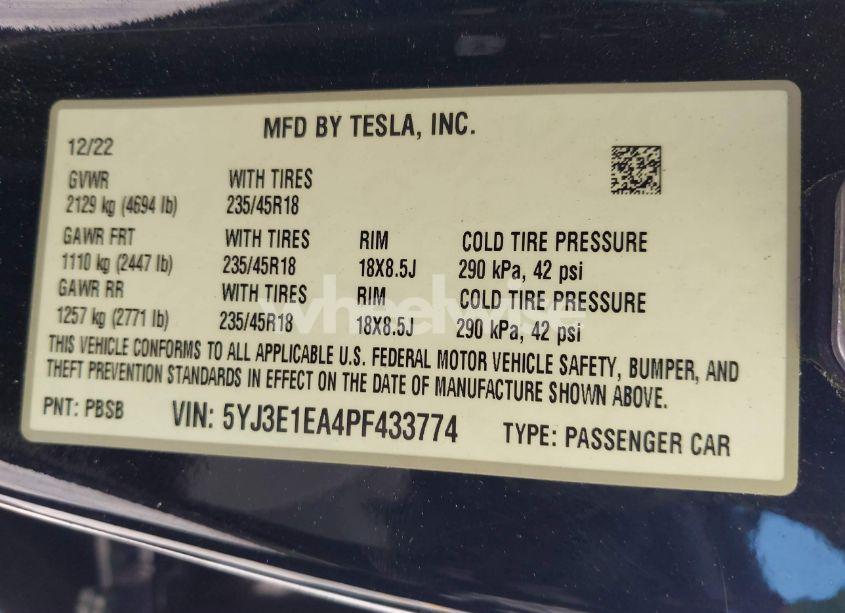 MFD BY TESLA, INC.
12/22
GVWR WITH TIRES
2129 kg (4694 lb) 235/45R18
GAWR FRT WITH TIRES RIM COLD TIRE PRESSURE
1110 kg (2447 lb) 235/45R18 18X8.5J 290 kPa, 42 psi
GAWR RR WITH TIRES RIM COLD TIRE PRESSURE
1257 kg (2771 lb) 235/45R18 18X8.5J 290 kPa, 42 psi
wheelwise
THIS VEHICLE CONFORMS TO ALL APPLICABLE U.S. FEDERAL MOTOR VEHICLE SAFETY, BUMPER, AND
THEFT PREVENTION STANDARDS IN EFFECT ON THE DATE OF MANUFACTURE SHOWN ABOVE.
PNT: PBSB VIN: 5YJ3E1EA4PF433774 TYPE: PASSENGER CAR